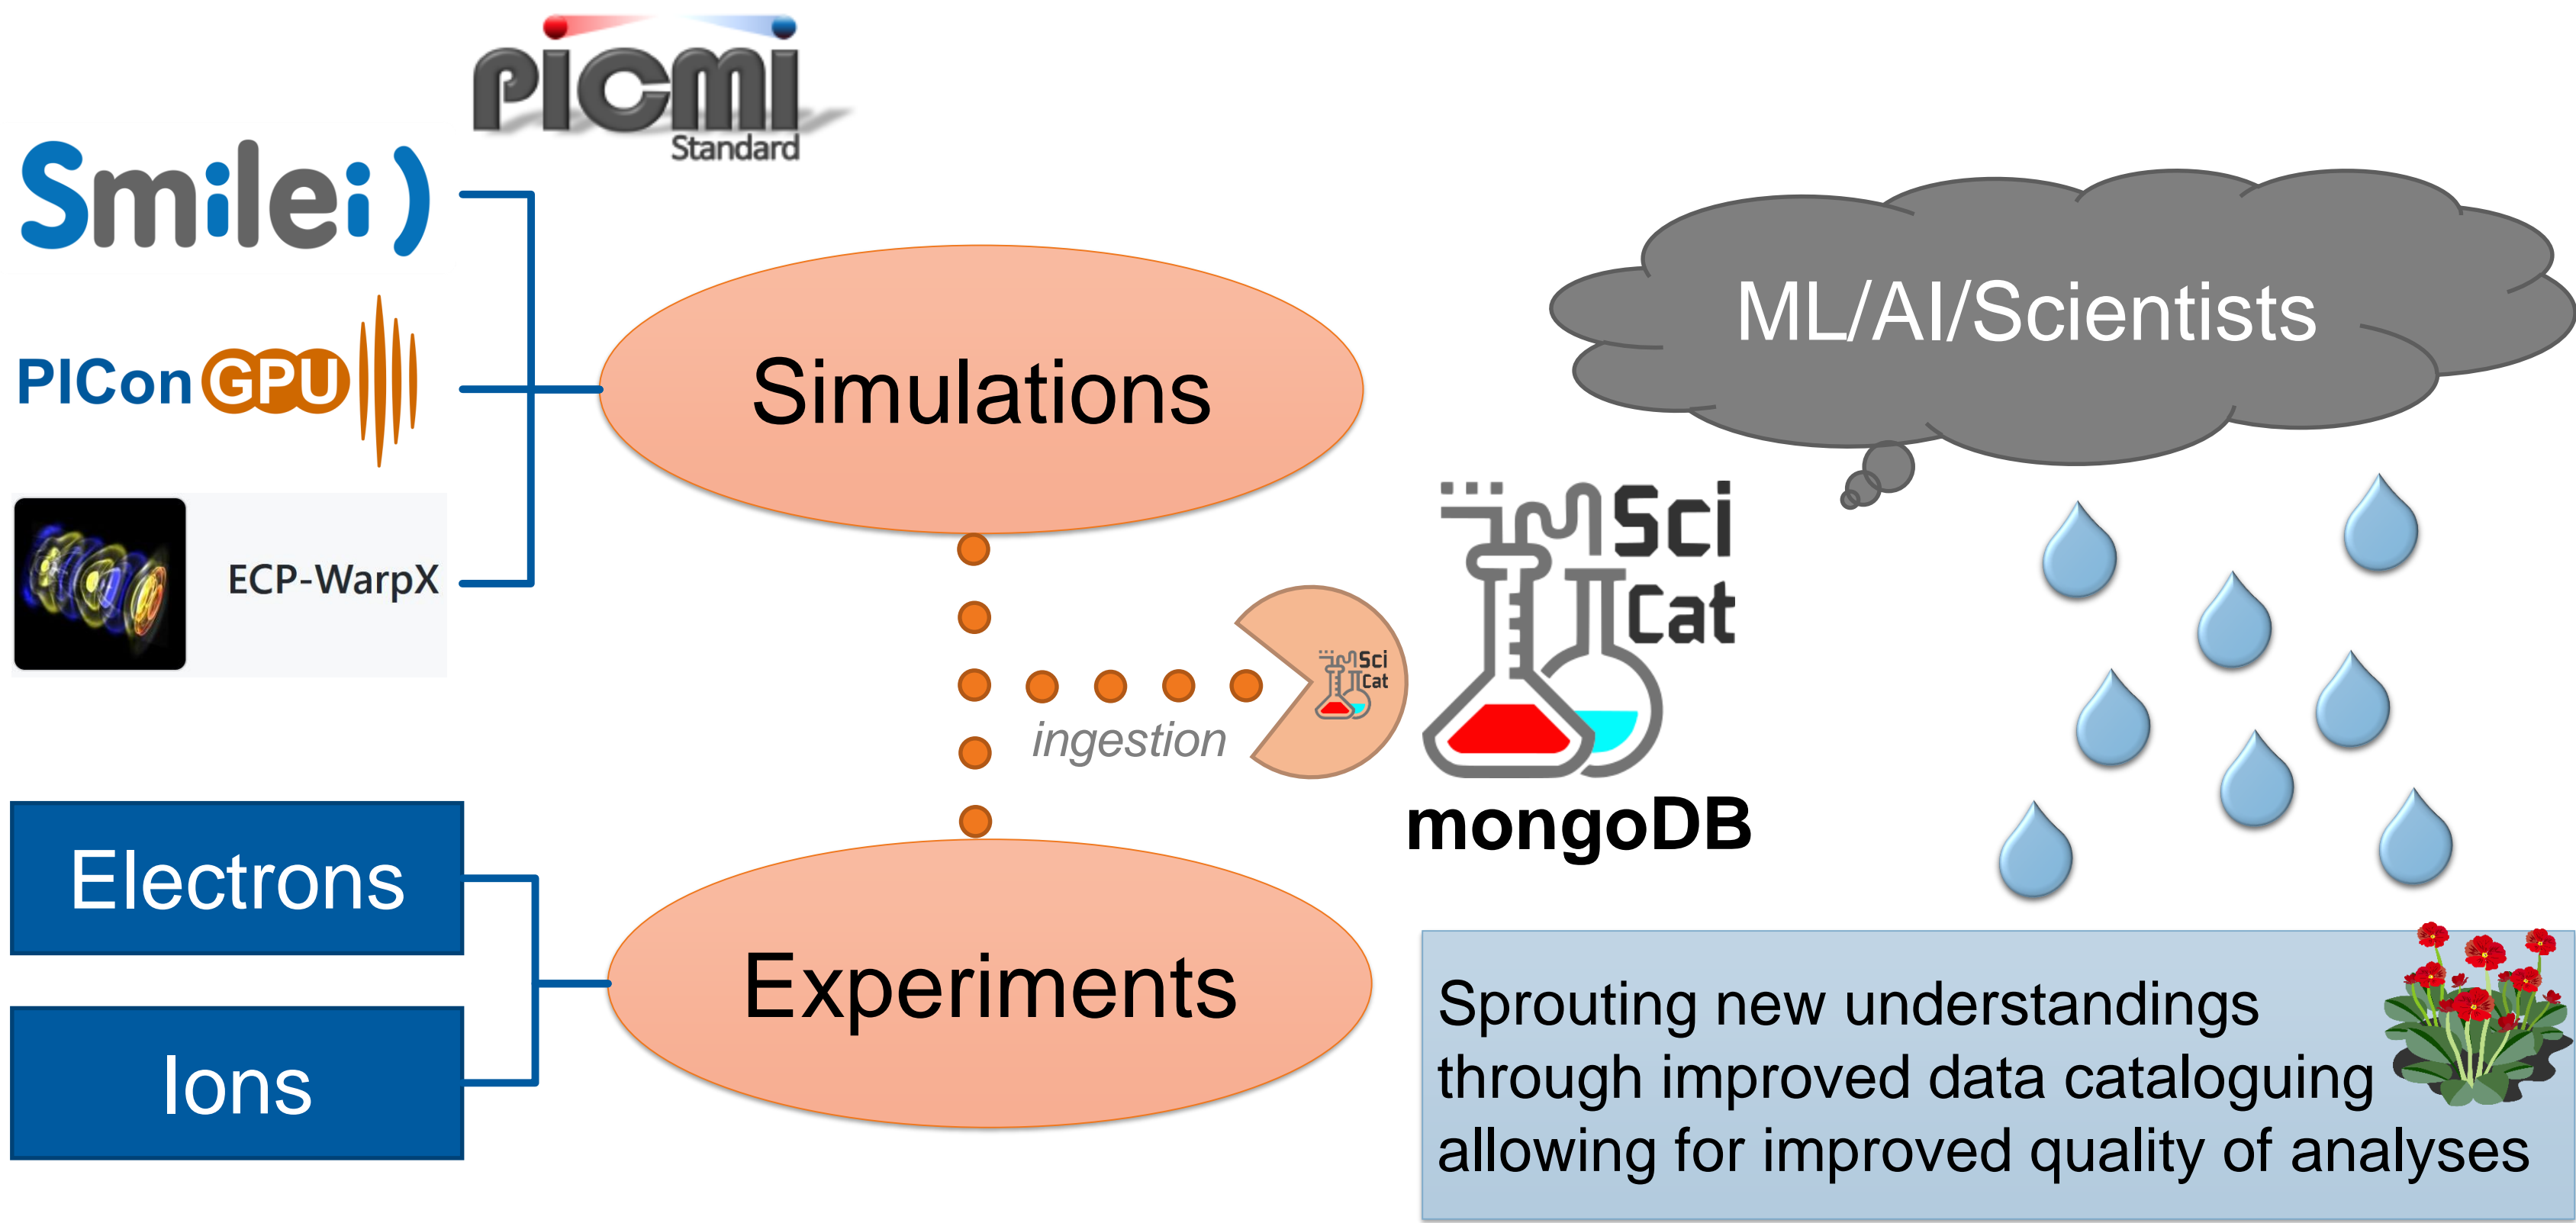 PICMI
Standard
Smilei)
PIConGPU
ECP-WarpX
Simulations
ML/AI/Scientists
Sci
Cat
Sci
Cat
ingestion
mongoDB
Electrons
Ions
Experiments
Sprouting new understandings
through improved data cataloguing
allowing for improved quality of analyses